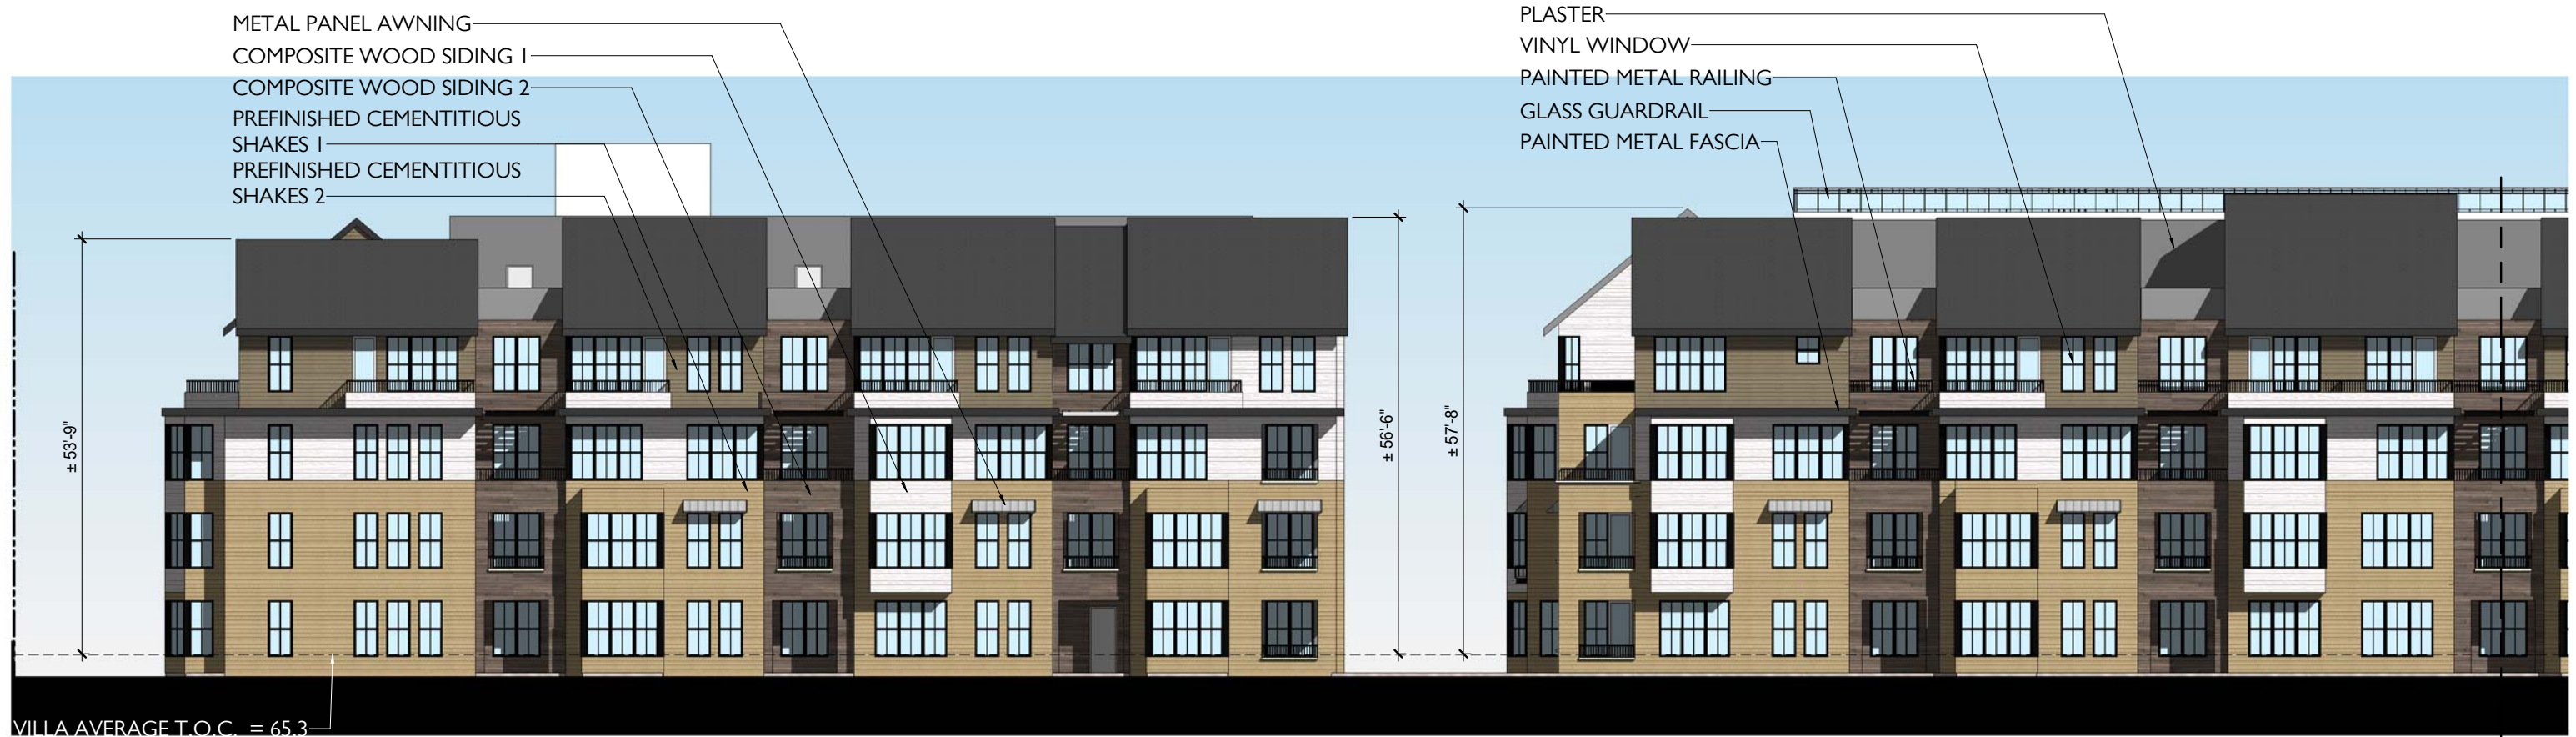 METAL PANEL AWNING
COMPOSITE WOOD SIDING 1
COMPOSITE WOOD SIDING 2
PREFINISHED CEMENTITIOUS
SHAKES 1
PREFINISHED CEMENTITIOUS
SHAKES 2
PLASTER
VINYL WINDOW
PAINTED METAL RAILING
GLASS GUARDRAIL
PAINTED METAL FASCIA
± 53'-9"
± 56'-6"
± 57'-8"
VILLA AVERAGE T.O.C. = 65.3